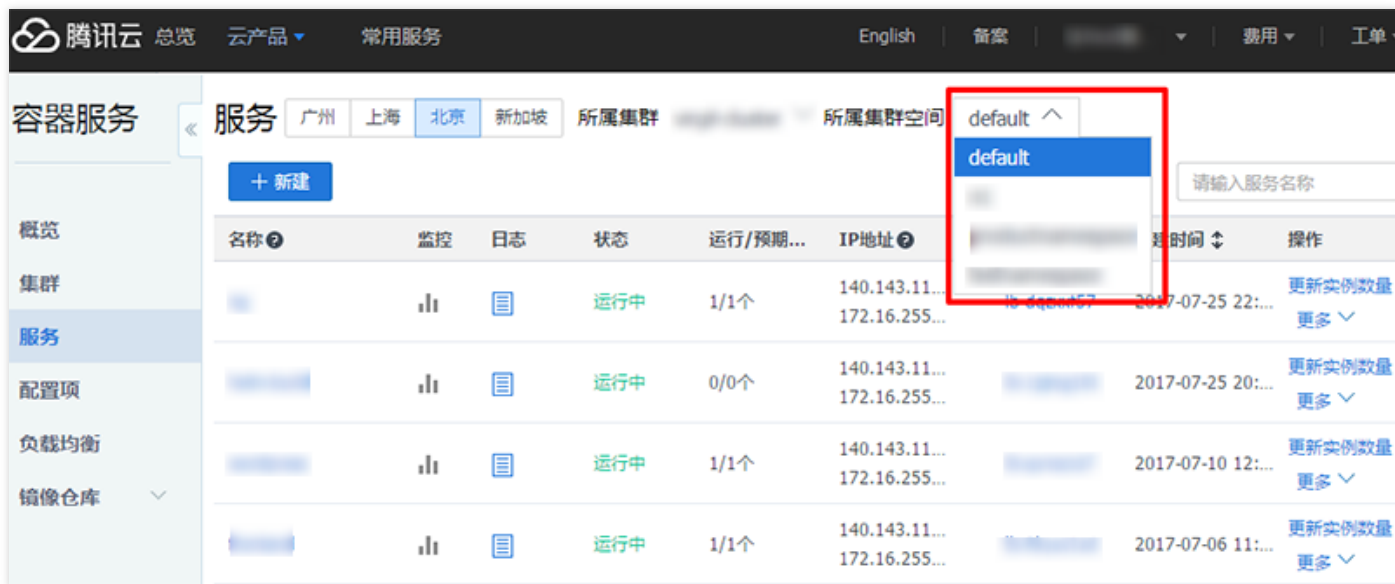 腾讯云 总览 云产品 常用服务 English 备案 费用 工单
容器服务 服务 广州 上海 北京 新加坡 所属集群 所属集群空间 default
+ 新建 default 请输入服务名称
概览
集群
服务
配置项
负载均衡
镜像仓库
名称 监控 日志 状态 运行/预期... IP地址 时间 操作
运行中 1/1个 140.143.11... 2017-07-25 22:... 更新实例数量
172.16.255... 更多
运行中 0/0个 140.143.11... 2017-07-25 20:... 更新实例数量
172.16.255... 更多
运行中 1/1个 140.143.11... 2017-07-10 12:... 更新实例数量
172.16.255... 更多
运行中 1/1个 140.143.11... 2017-07-06 11:... 更新实例数量
172.16.255... 更多